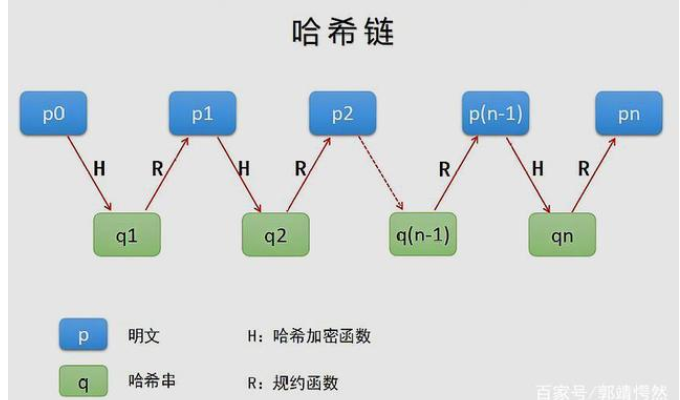 哈希链
p0 p1 p2 p(n-1) pn
H R H R R H R
q1 q2 q(n-1) qn
p 明文 H: 哈希加密函数
q 哈希串 R: 规约函数
百家号/郭靖愕然